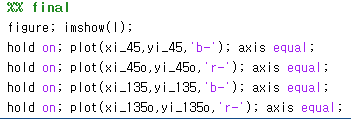 %% final
figure; imshow(I);
hold on; plot(xi_45,yi_45,'b-'); axis equal;
hold on; plot(xi_45o,yi_45o,'r-'); axis equal;
hold on; plot(xi_135,yi_135,'b-'); axis equal;
hold on; plot(xi_135o,yi_135o,'r-'); axis equal;